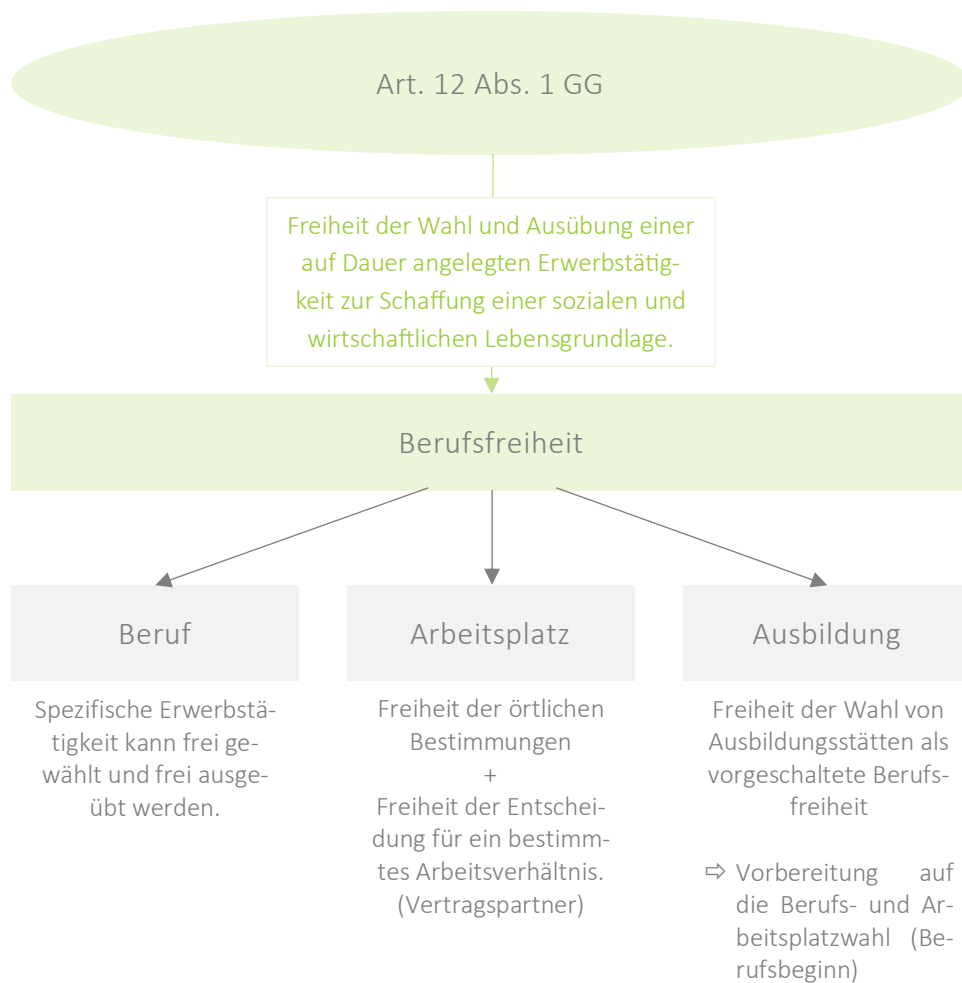 Art. 12 Abs. 1 GG
Freiheit der Wahl und Ausübung einer
auf Dauer angelegten Erwerbstätig-
keit zur Schaffung einer sozialen und
wirtschaftlichen Lebensgrundlage.
Berufsfreiheit
Beruf
Spezifische Erwerbstä-
tigkeit kann frei ge-
wählt und frei ausge-
übt werden.
Arbeitsplatz
Freiheit der örtlichen
Bestimmungen
+
Freiheit der Entschei-
dung für ein bestimm-
tes Arbeitsverhältnis.
(Vertragspartner)
Ausbildung
Freiheit der Wahl von
Ausbildungsstätten als
vorgeschaltete Berufs-
freiheit
⇨ Vorbereitung auf
die Berufs- und Ar-
beitsplatzwahl (Be-
rufsbeginn)